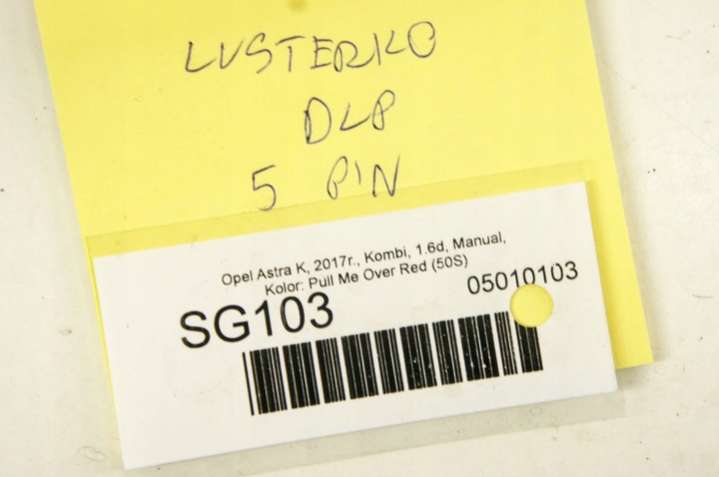 LUSTERKO
DLP
5 PIN
Opel Astra K, 2017r., Kombi, 1.6d, Manual,
Kolor: Pull Me Over Red (50S)
SG103 05010103